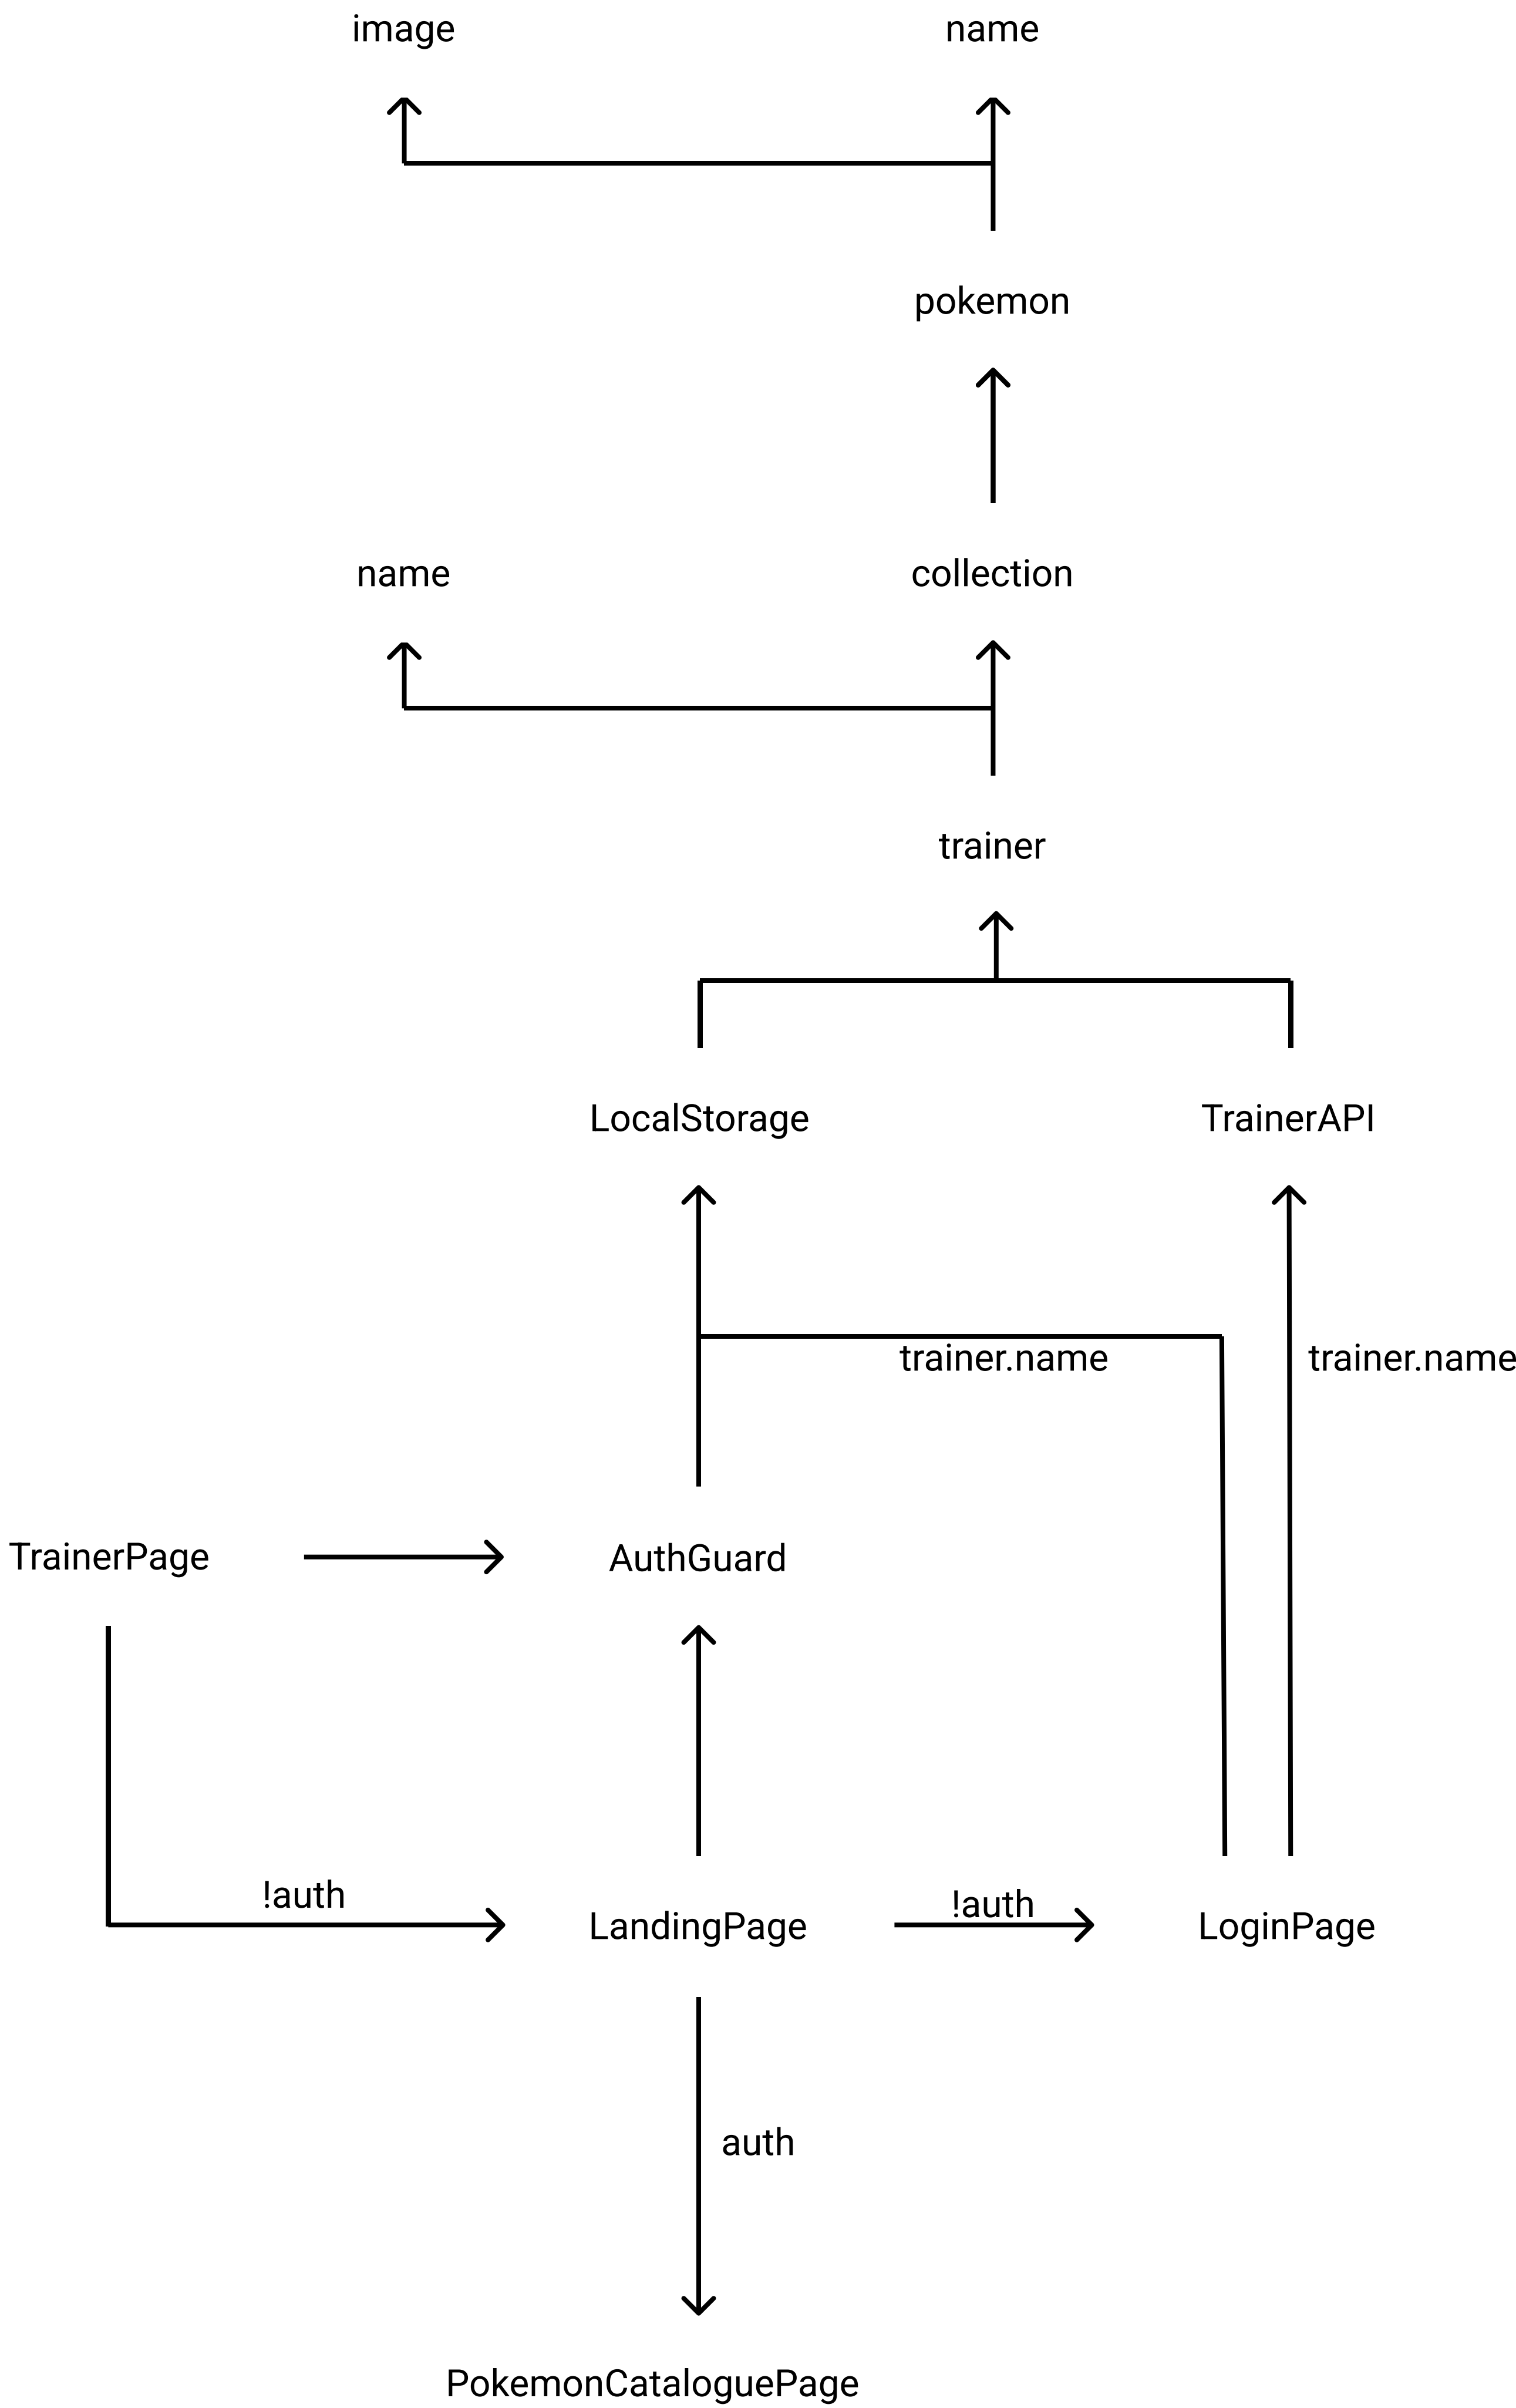 image
name
pokemon
name
collection
trainer
LocalStorage
TrainerAPI
trainer.name
trainer.name
TrainerPage
AuthGuard
!auth
!auth
LandingPage
LoginPage
auth
PokemonCataloguePage